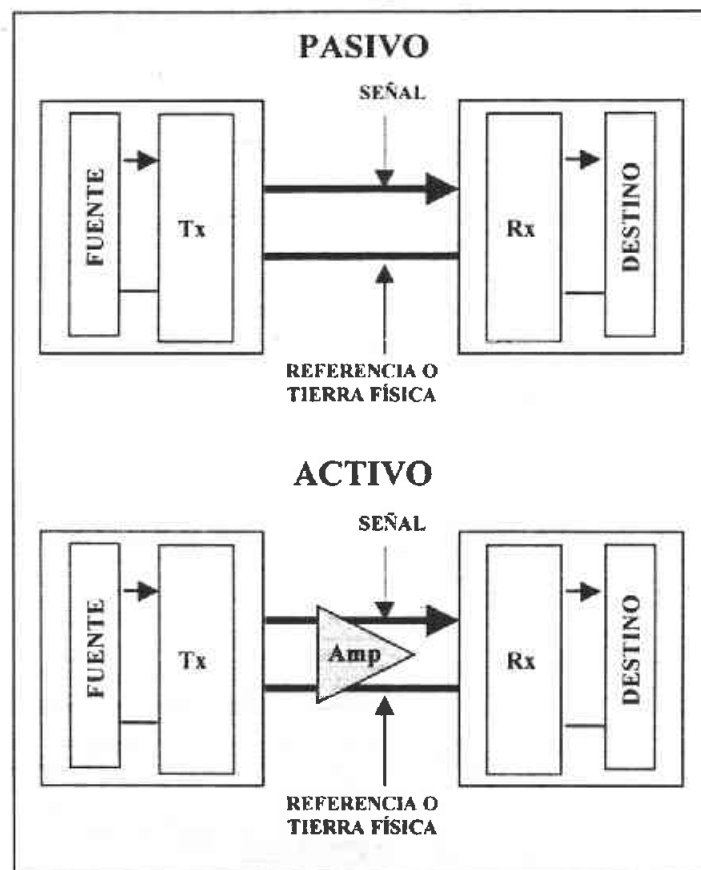 PASIVO
SEÑAL
FUENTE
Tx
Rx
DESTINO
REFERENCIA O
TIERRA FÍSICA
ACTIVO
SEÑAL
FUENTE
Tx
Amp
Rx
DESTINO
REFERENCIA O
TIERRA FÍSICA